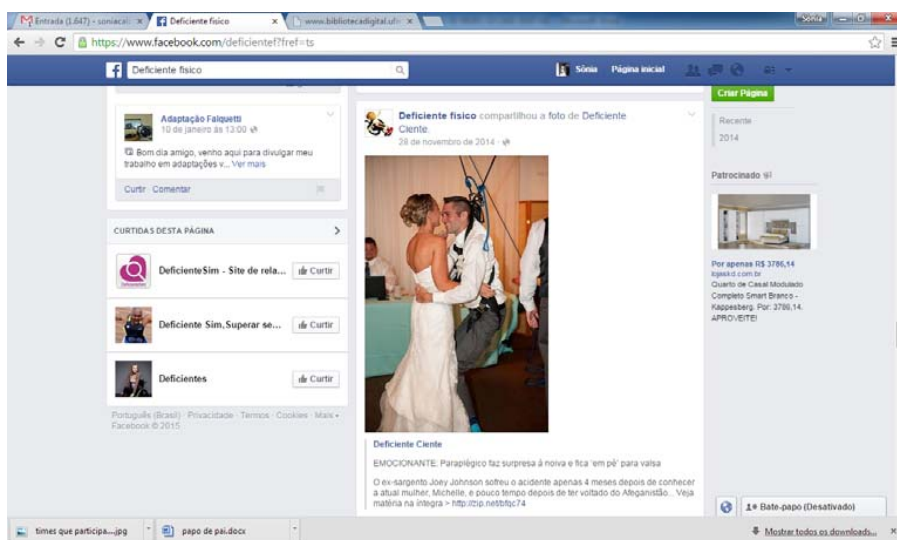 Entrada (1.647) - soniacal
Deficiente físico
www.bibliotecadigital.ufr
Sônia
https://www.facebook.com/deficientef?fref=ts
Deficiente físico
Sônia
Página inicial
Adaptação Falquetti
10 de janeiro às 13:00
Bom dia amigo, venho aqui para divulgar meu
trabalho em adaptações v... Ver mais
Curtir Comentar
CURTIDAS DESTA PÁGINA
DeficienteSim - Site de rela...
Curtir
Deficiente Sim,Superar se...
Curtir
Deficientes
Curtir
Português (Brasil) · Privacidade · Termos · Cookies · Mais
Facebook © 2015
Deficiente físico compartilhou a foto de Deficiente
Ciente.
28 de novembro de 2014
Deficiente Ciente
EMOCIONANTE: Paraplégico faz surpresa à noiva e fica 'em pé' para valsa
O ex-sargento Joey Johnson sofreu o acidente apenas 4 meses depois de conhecer
a atual mulher, Michelle, e pouco tempo depois de ter voltado do Afeganistão... Veja
matéria na íntegra > http://zip.net/bfqc74
Criar Página
Recente
2014
Patrocinado
Por apenas R$ 3786,14
lojaskd.com.br
Quarto de Casal Modulado
Completo Smart Branco -
Kappesberg. Por: 3786,14.
APROVEITE!
Bate-papo (Desativado)
times que participa....jpg
papo de pai.docx
Mostrar todos os downloads...